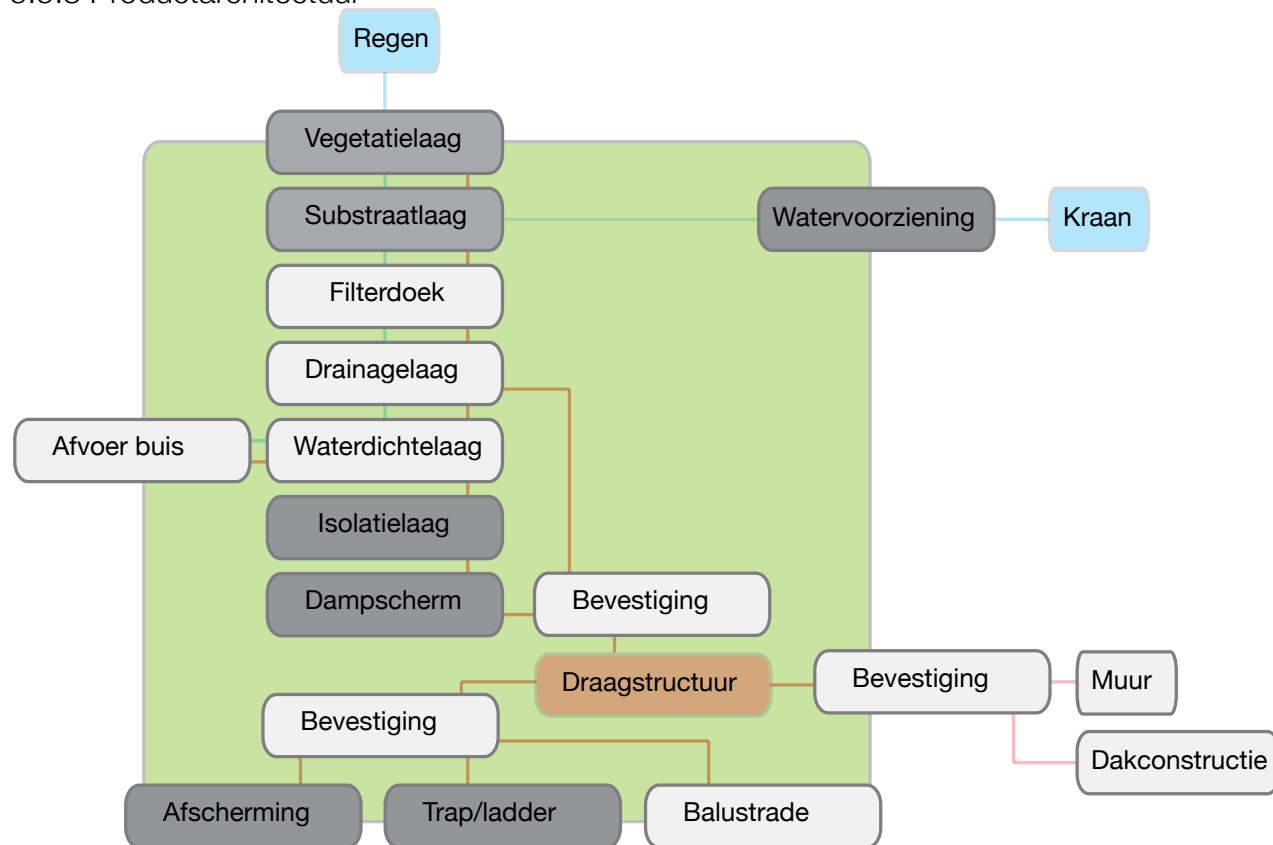 Productarchitectuur
Regen
Vegetatielaag
Substraatlaag
Watervoorziening
Kraan
Filterdoek
Drainagelaag
Afvoer buis
Waterdichtelaag
Isolatielaag
Dampscherm
Bevestiging
Draagstructuur
Bevestiging
Muur
Bevestiging
Dakconstructie
Afscherming
Trap/ladder
Balustrade